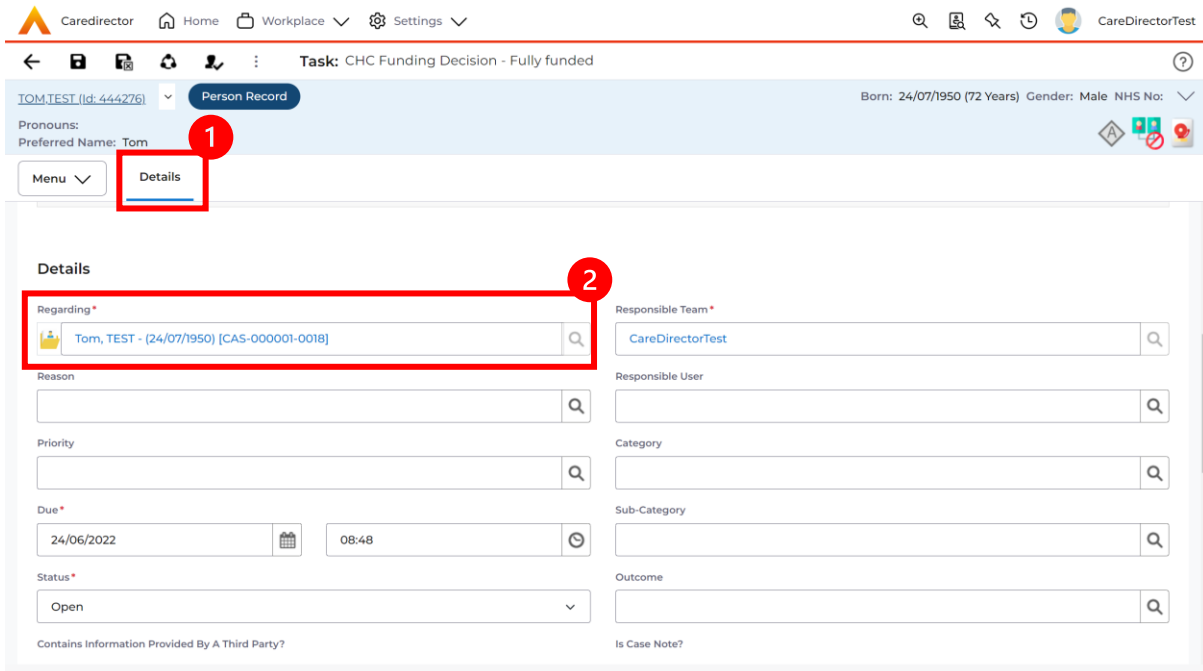 Caredirector Home Workplace Settings CareDirectorTest
Task: CHC Funding Decision - Fully funded ?
TOM,TEST (Id: 444276) Person Record Born: 24/07/1950 (72 Years) Gender: Male NHS No:
Pronouns:
Preferred Name: Tom
A
1
Menu Details
Details
2
Regarding* Responsible Team*
Tom, TEST - (24/07/1950) [CAS-000001-0018] CareDirectorTest
Reason Responsible User
Priority Category
Due* Sub-Category
24/06/2022 08:48
Status* Outcome
Open
Contains Information Provided By A Third Party? Is Case Note?